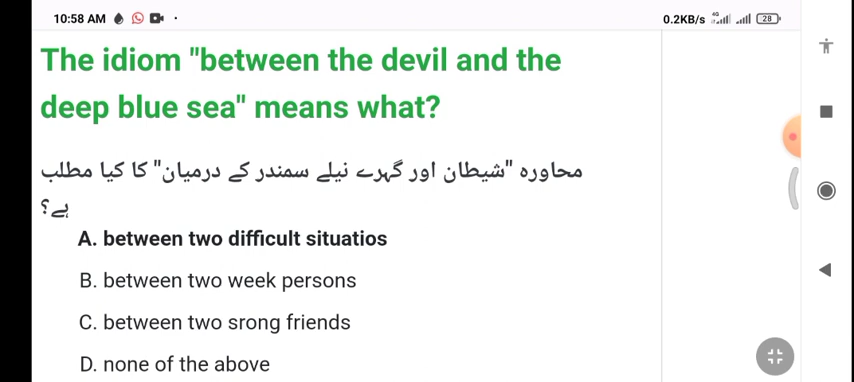 10:58 AM
0.2KB/s 4G 28
The idiom "between the devil and the
deep blue sea" means what?
محاورہ "شیطان اور گہرے نیلے سمندر کے درمیان" کا کیا مطلب
ہے؟
A. between two difficult situatios
B. between two week persons
C. between two srong friends
D. none of the above